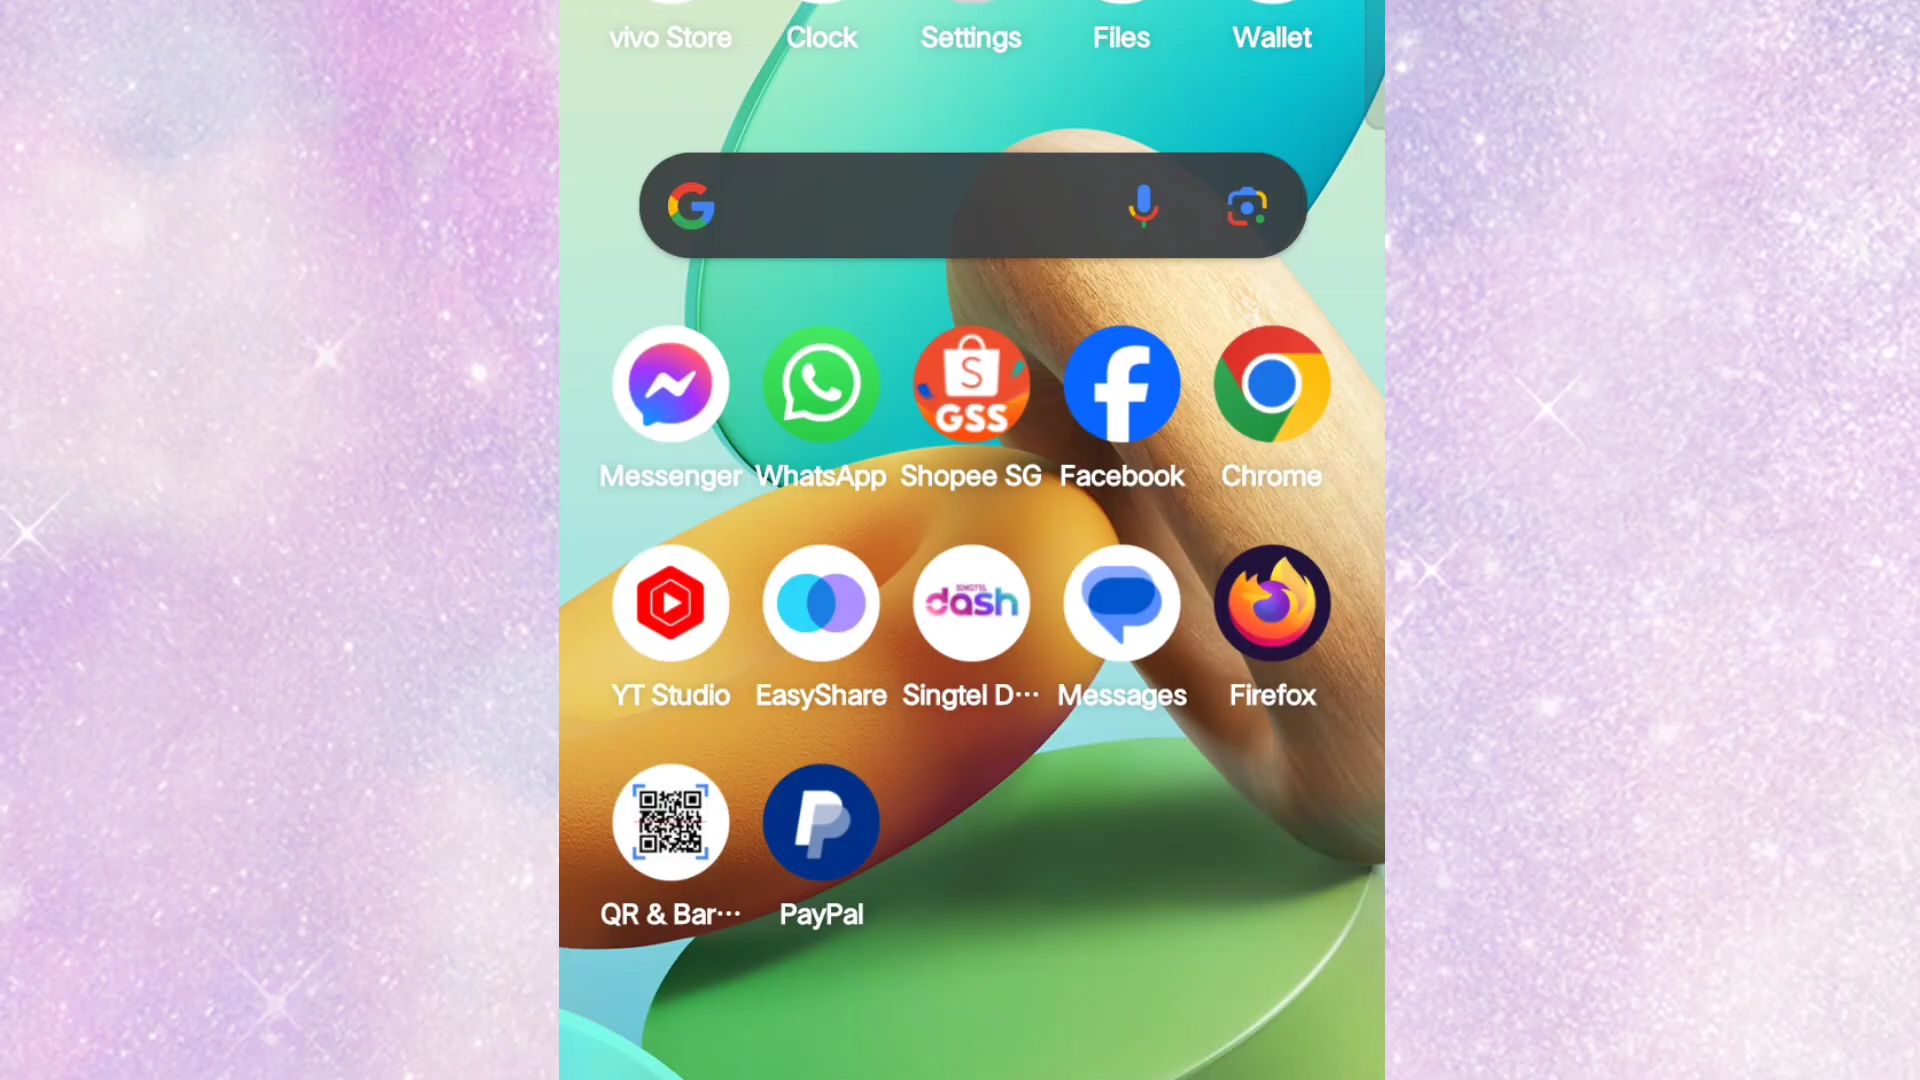 vivo Store Clock Settings Files Wallet
S
GSS
Messenger WhatsApp Shopee SG Facebook Chrome
SINGTEL
dash
YT Studio EasyShare Singtel D··· Messages Firefox
QR & Bar··· PayPal